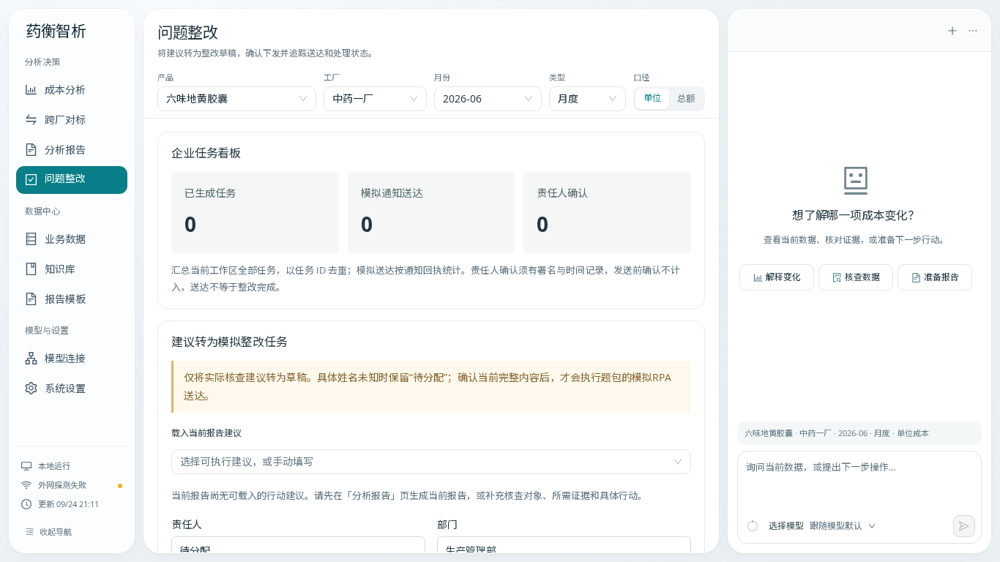 药衡智析
分析决策
成本分析
跨厂对标
分析报告
问题整改
数据中心
业务数据
知识库
报告模板
模型与设置
模型连接
系统设置
本地运行
外网探测失败
更新 09/24 21:11
收起导航
问题整改
将建议转为整改草稿，确认下发并追踪送达和处理状态。
产品 工厂 月份 类型 口径
六味地黄胶囊 中药一厂 2026-06 月度 单位 总额
企业任务看板
已生成任务 模拟通知送达 责任人确认
0 0 0
汇总当前工作区全部任务，以任务 ID 去重；模拟送达按通知回执统计。责任人确认须有署名与时间记录，发送前确认不计
入，送达不等于整改完成。
建议转为模拟整改任务
仅将实际核查建议转为草稿。具体姓名未知时保留“待分配”；确认当前完整内容后，才会执行题包的模拟RPA
送达。
载入当前报告建议
选择可执行建议，或手动填写
当前报告尚无可载入的行动建议。请先在「分析报告」页生成当前报告，或补充核查对象、所需证据和具体行动。
责任人 部门
待分配 生产管理部
想了解哪一项成本变化？
查看当前数据、核对证据，或准备下一步行动。
解释变化 核查数据 准备报告
六味地黄胶囊 · 中药一厂 · 2026-06 · 月度 · 单位成本
询问当前数据，或提出下一步操作...
选择模型 跟随模型默认